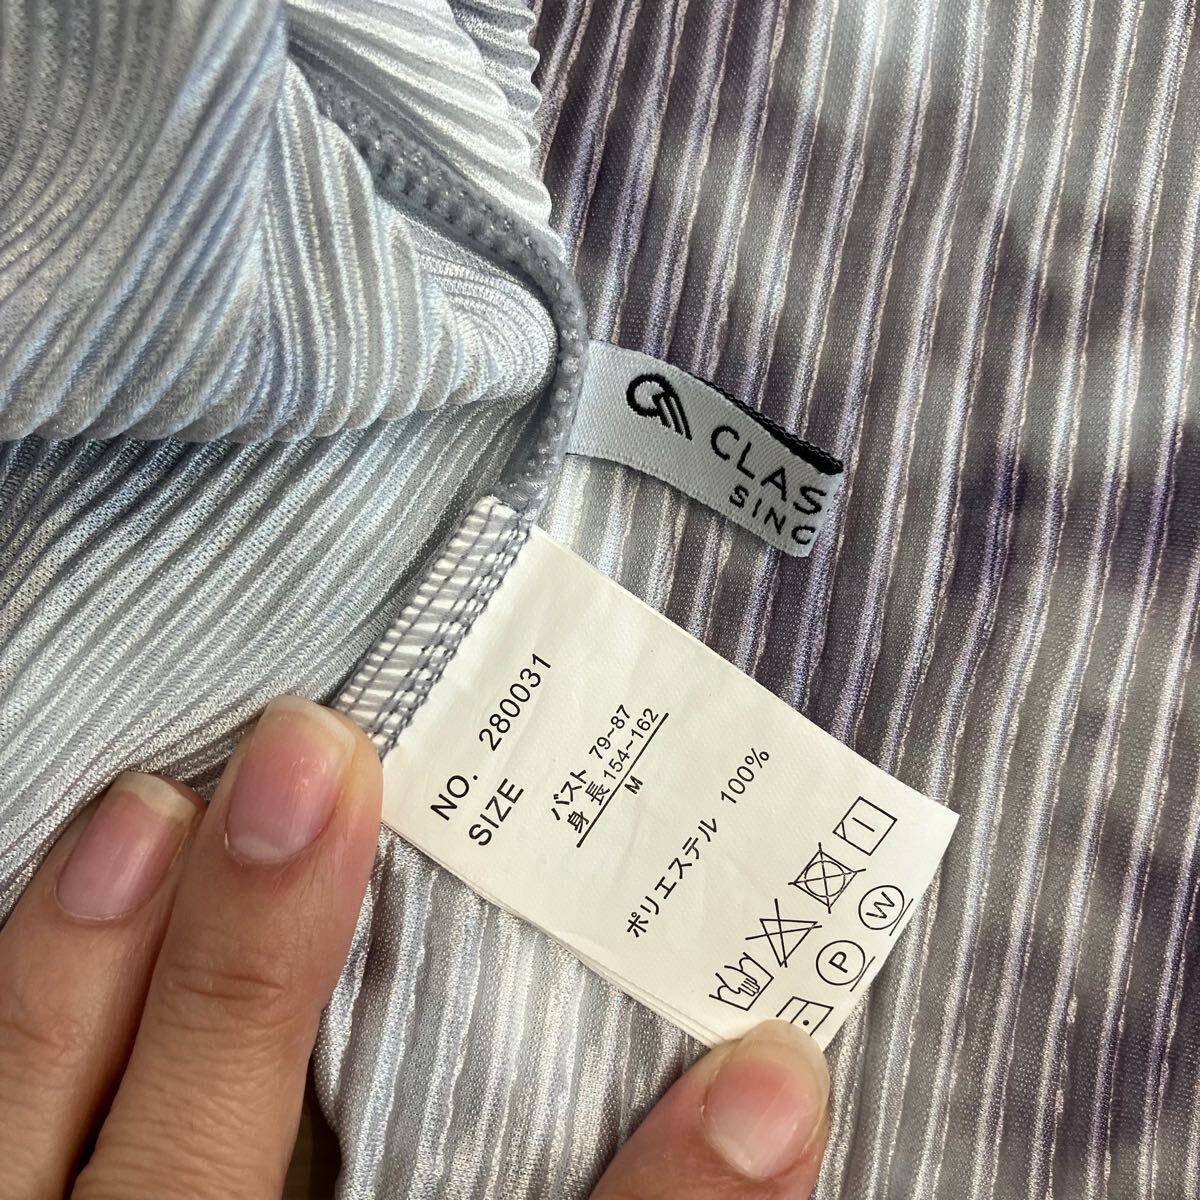 CLAS
SINC
NO. 280031
SIZE
バスト 79~87
身長 154~162
M
ポリエステル 100%
W
P